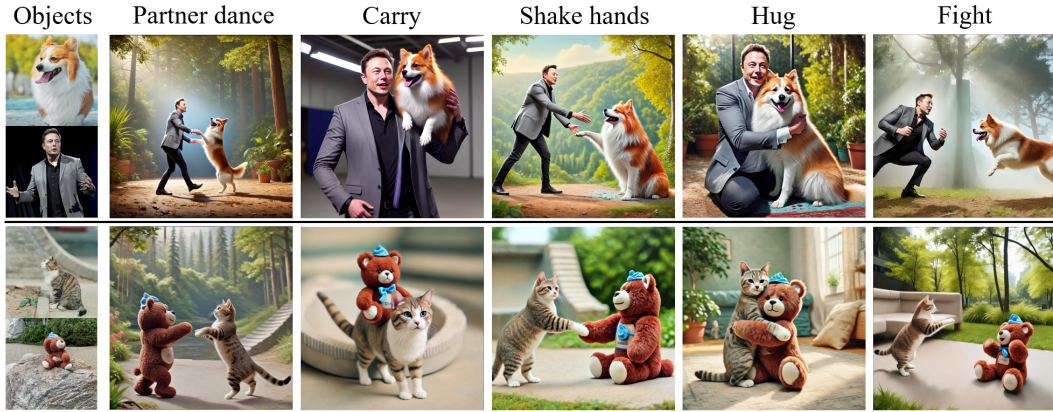 Objects
Partner dance
Carry
Shake hands
Hug
Fight